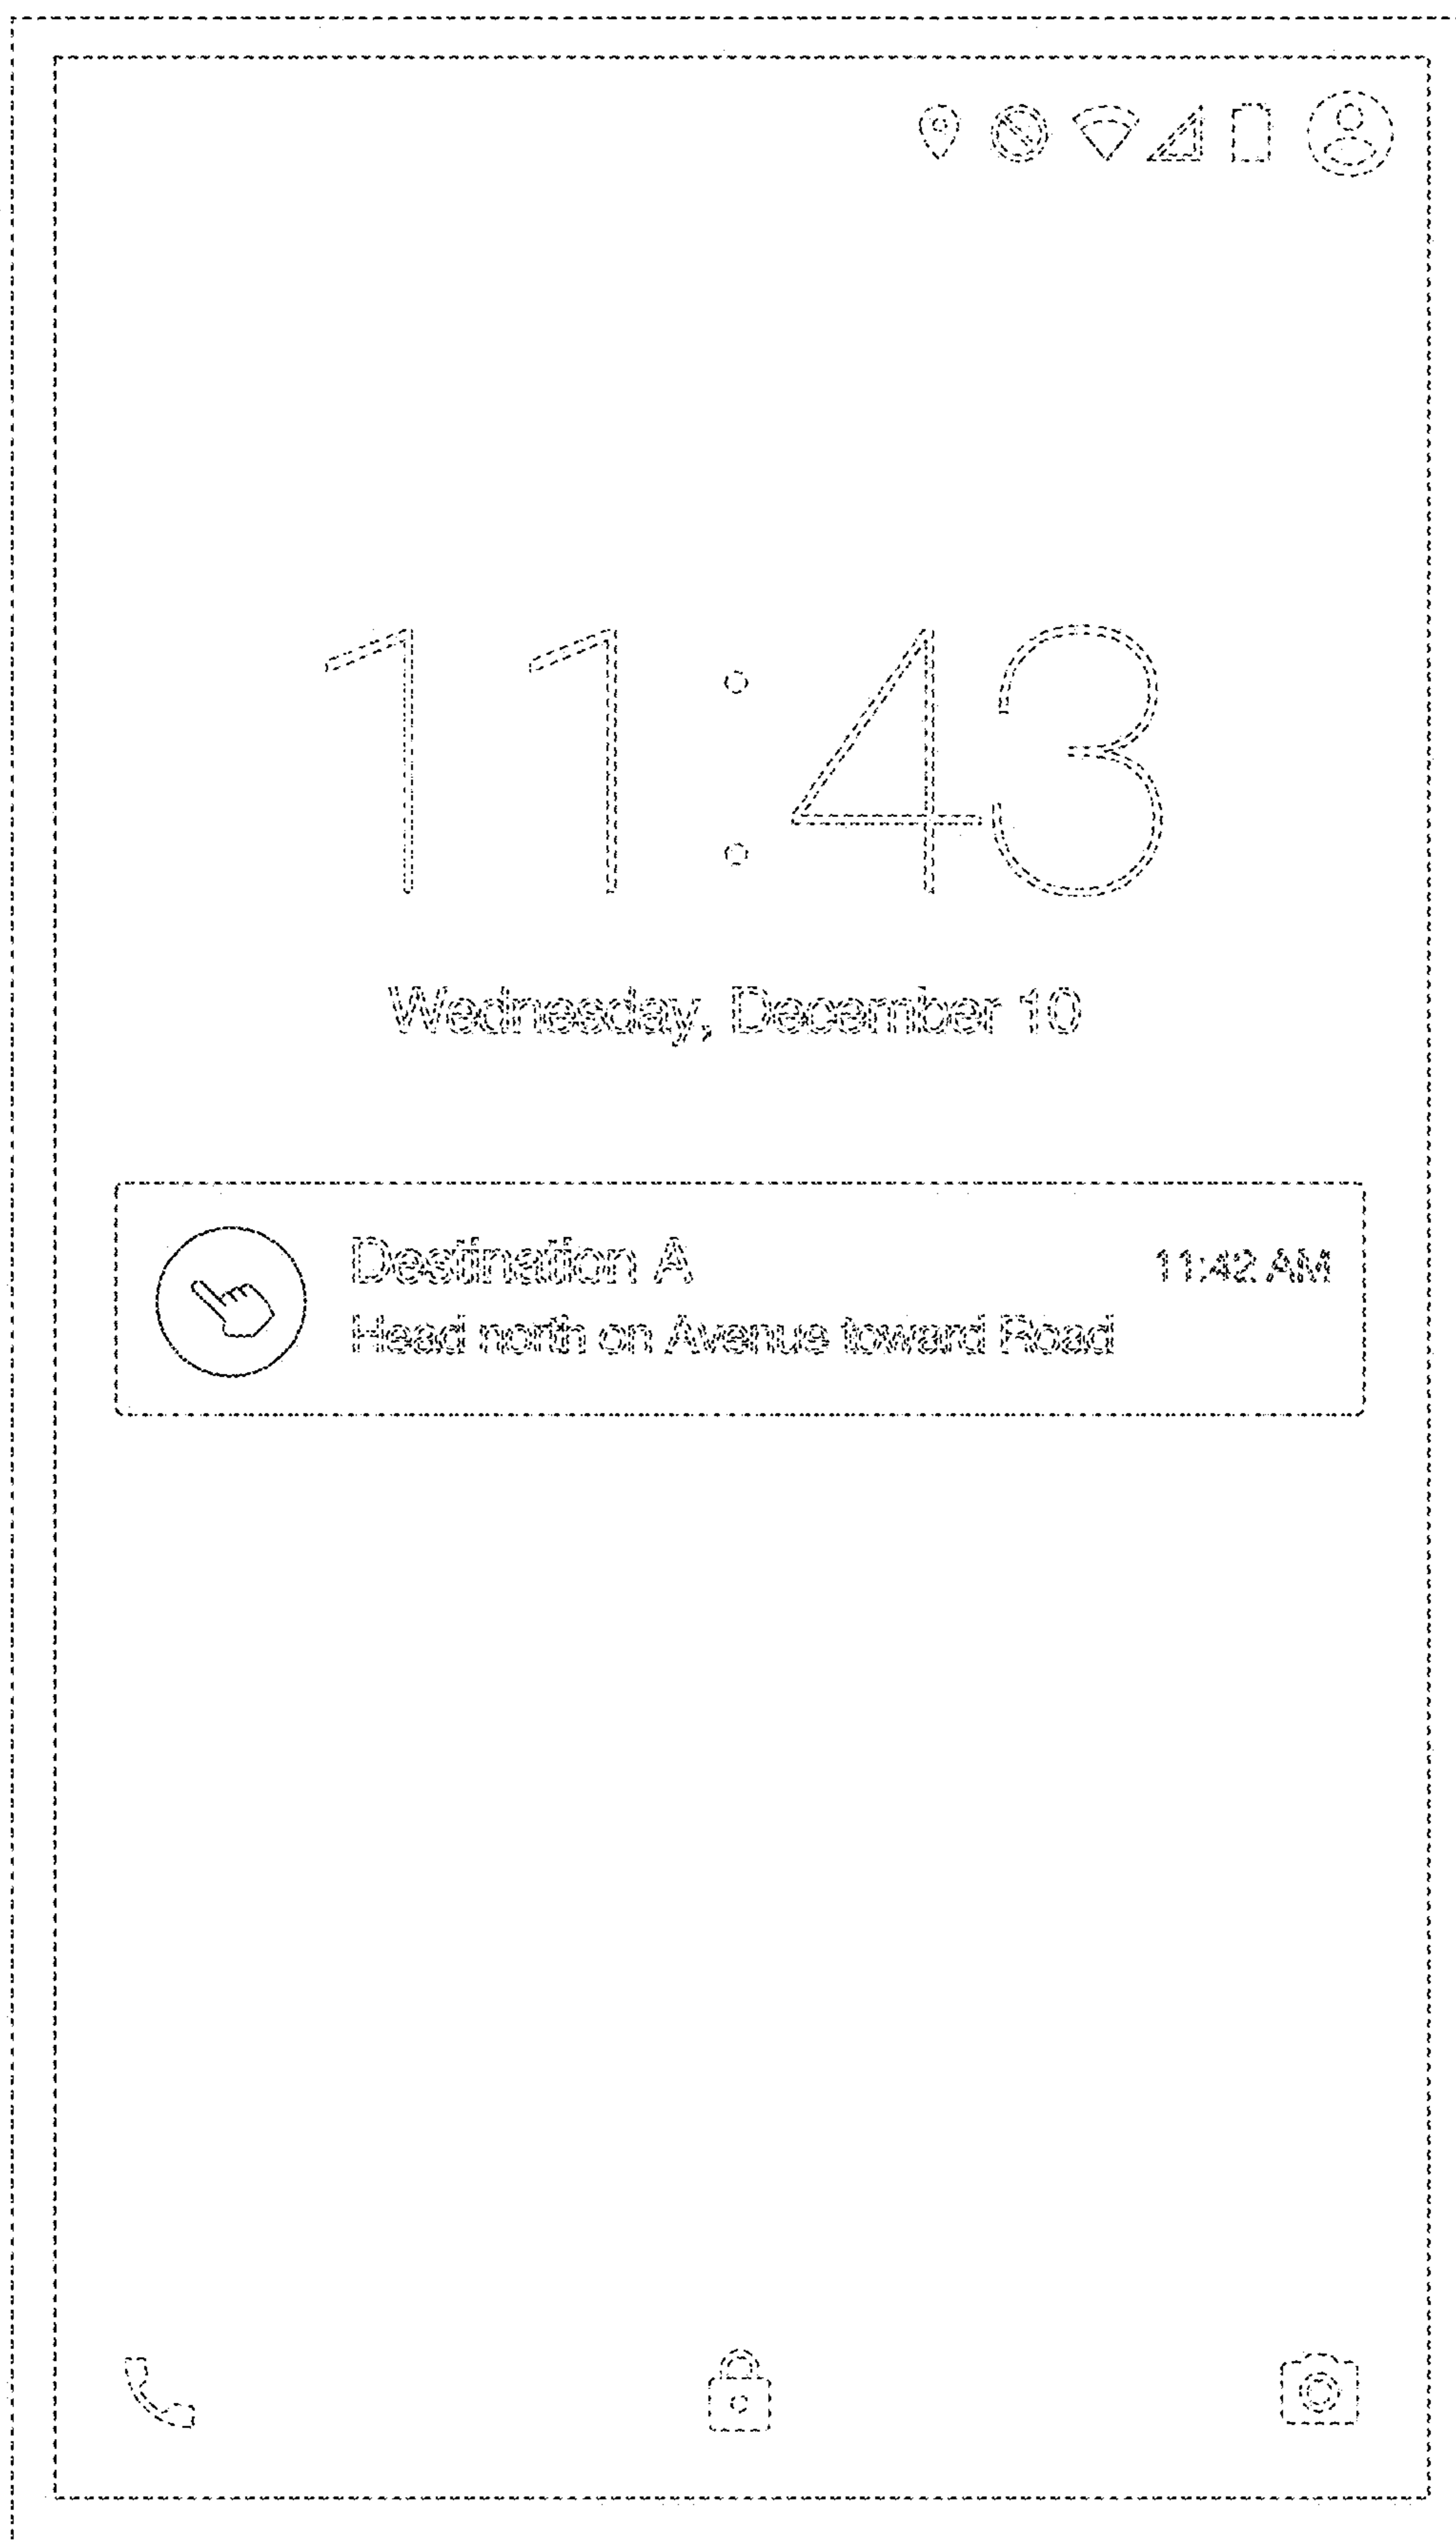 11:43
Wednesday, December 10
Destination A
11:42 AM
Head north on Avenue toward Road